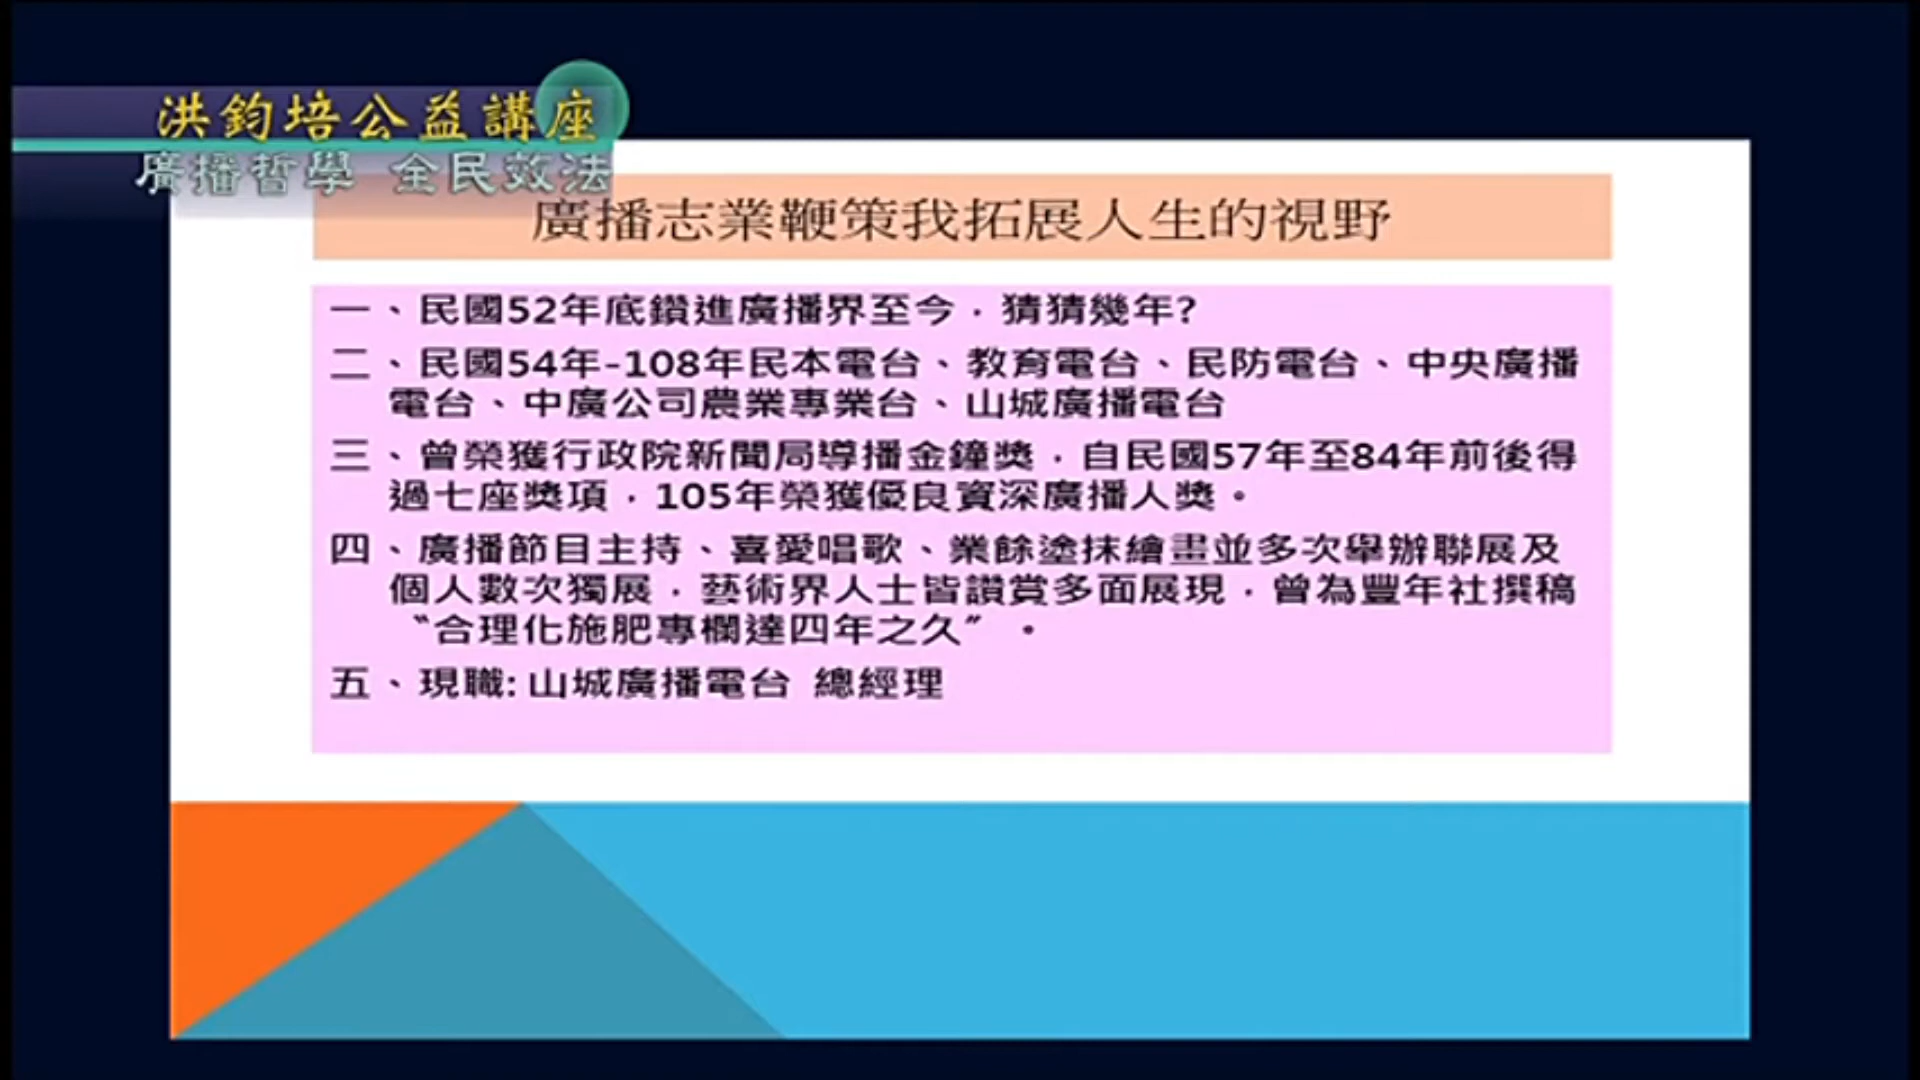 洪鈞培公益講座
廣播哲學 全民效法
廣播志業鞭策我拓展人生的視野
一、民國52年底鑽進廣播界至今，猜猜幾年?
二、民國54年-108年民本電台、教育電台、民防電台、中央廣播
電台、中廣公司農業專業台、山城廣播電台
三、曾榮獲行政院新聞局導播金鐘獎，自民國57年至84年前後得
過七座獎項，105年榮獲優良資深廣播人獎。
四、廣播節目主持、喜愛唱歌、業餘塗抹繪畫並多次舉辦聯展及
個人數次獨展，藝術界人士皆讚賞多面展現，曾為豐年社撰稿
〝合理化施肥專欄達四年之久〞。
五、現職: 山城廣播電台 總經理